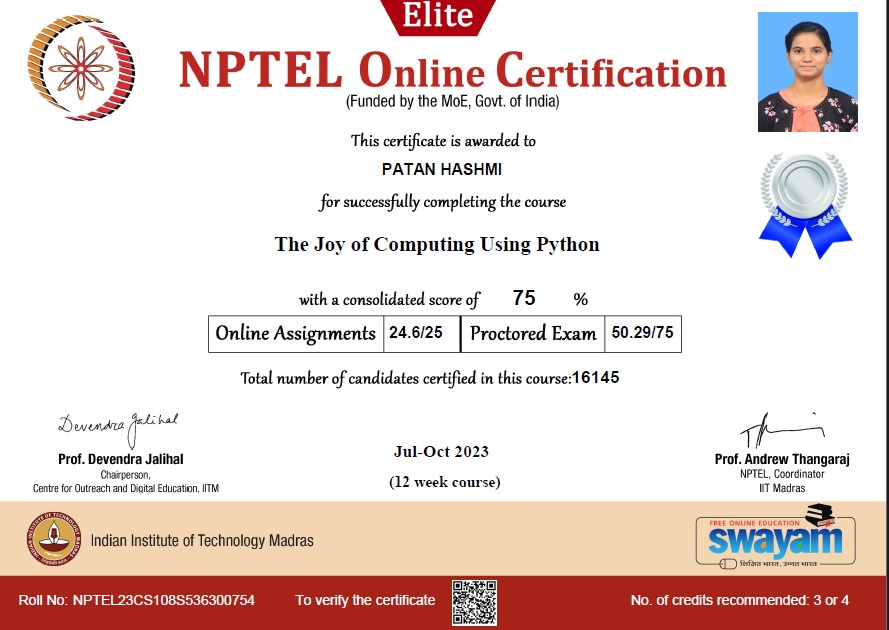 Elite
NPTEL Online Certification
(Funded by the MoE, Govt. of India)
This certificate is awarded to
PATAN HASHMI
for successfully completing the course
The Joy of Computing Using Python
with a consolidated score of 75 %
Online Assignments 24.6/25 Proctored Exam 50.29/75
Total number of candidates certified in this course:16145
Devendra Jalihal
Prof. Devendra Jalihal
Chairperson,
Centre for Outreach and Digital Education, IITM
Jul-Oct 2023
(12 week course)
Prof. Andrew Thangaraj
NPTEL, Coordinator
IIT Madras
Indian Institute of Technology Madras
FREE ONLINE EDUCATION
swayam
शिक्षित भारत, उन्नत भारत
Roll No: NPTEL23CS108S536300754
To verify the certificate
No. of credits recommended: 3 or 4